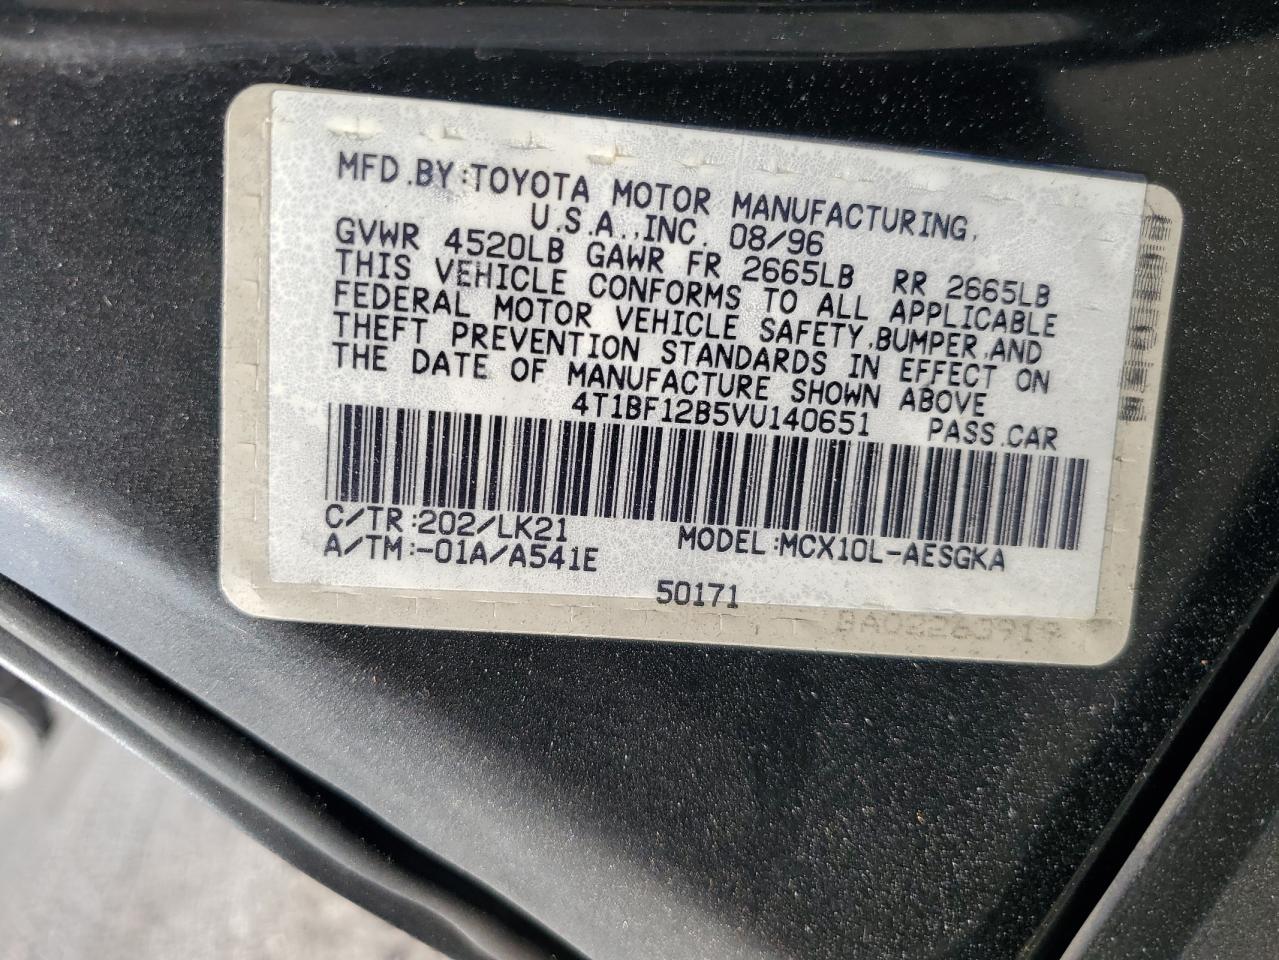 MFD.BY:TOYOTA MOTOR MANUFACTURING,
U.S.A.,INC. 08/96
GVWR 4520LB GAWR FR 2665LB RR 2665LB
THIS VEHICLE CONFORMS TO ALL APPLICABLE
FEDERAL MOTOR VEHICLE SAFETY,BUMPER,AND
THEFT PREVENTION STANDARDS IN EFFECT ON
THE DATE OF MANUFACTURE SHOWN ABOVE
4T1BF12B5VU140651 PASS.CAR
C/TR:202/LK21 MODEL:MCX10L-AESGKA
A/TM:-01A/A541E
50171